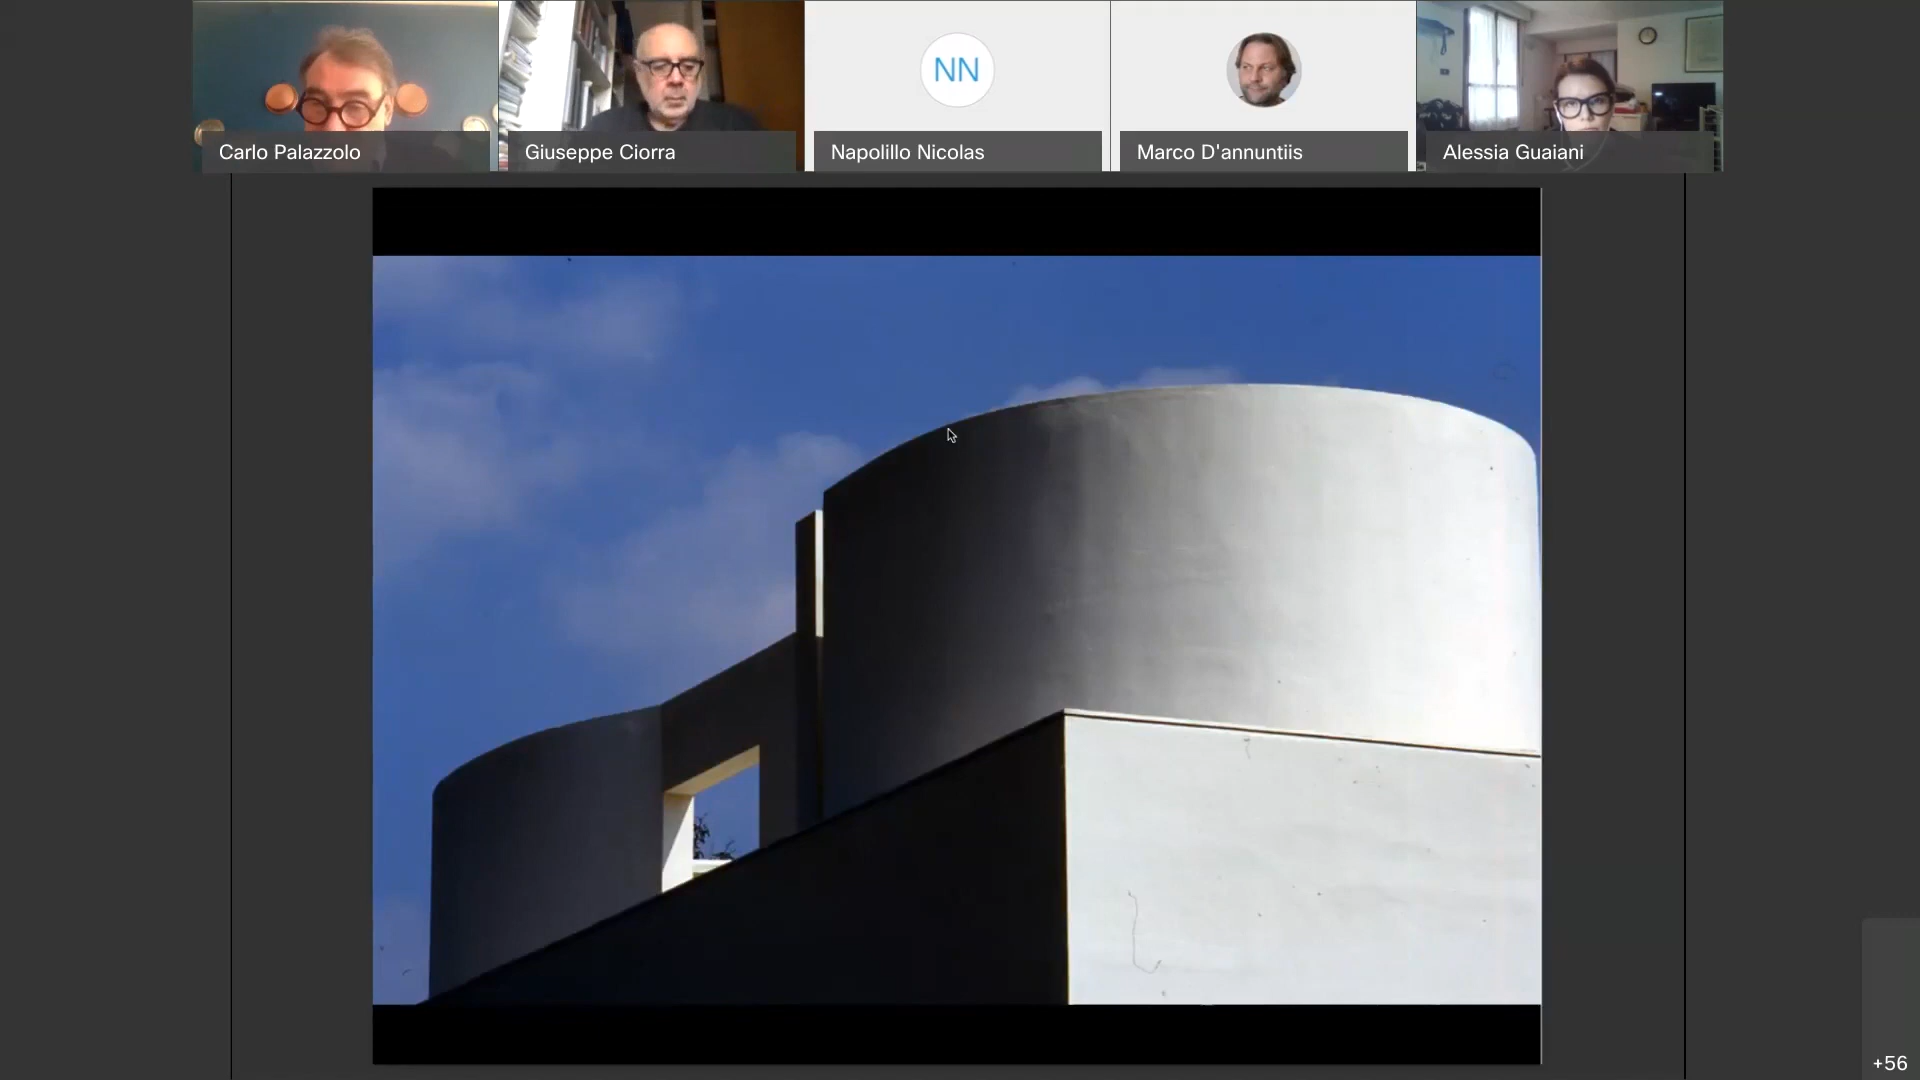 NN
Carlo Palazzolo
Giuseppe Ciorra
Napolillo Nicolas
Marco D'annuntiis
Alessia Guaiani
+56